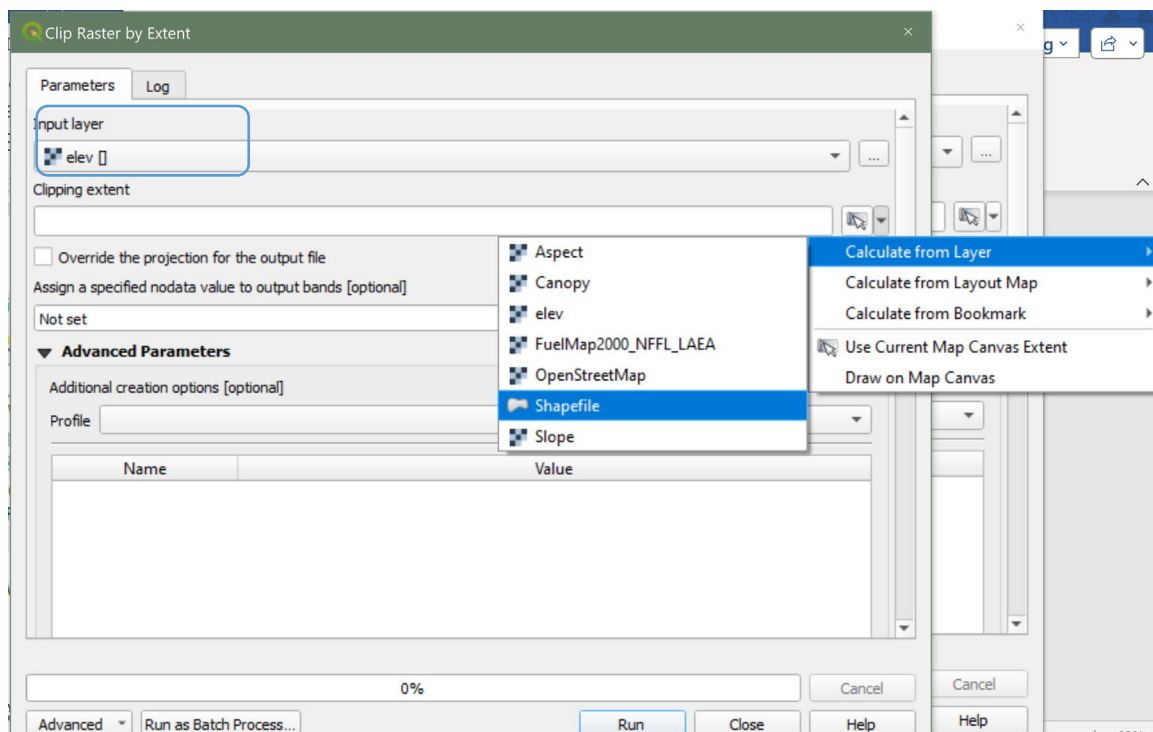 Clip Raster by Extent
Parameters
Log
Input layer
elev []
...
...
Clipping extent
Override the projection for the output file
Assign a specified nodata value to output bands [optional]
Not set
Aspect
Canopy
elev
FuelMap2000_NFFL_LAEA
OpenStreetMap
Shapefile
Slope
Calculate from Layer
Calculate from Layout Map
Calculate from Bookmark
Use Current Map Canvas Extent
Draw on Map Canvas
Advanced Parameters
Additional creation options [optional]
Profile
Name Value
0%
Cancel
Cancel
Advanced
Run as Batch Process...
Run
Close
Help
Help